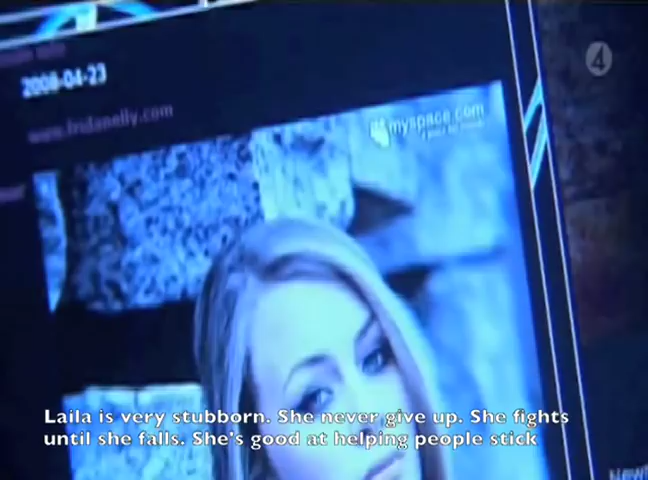 4
2008-04-23
www.fridanelly.com
myspace.com
Laila is very stubborn. She never give up. She fights
until she falls. She's good at helping people stick